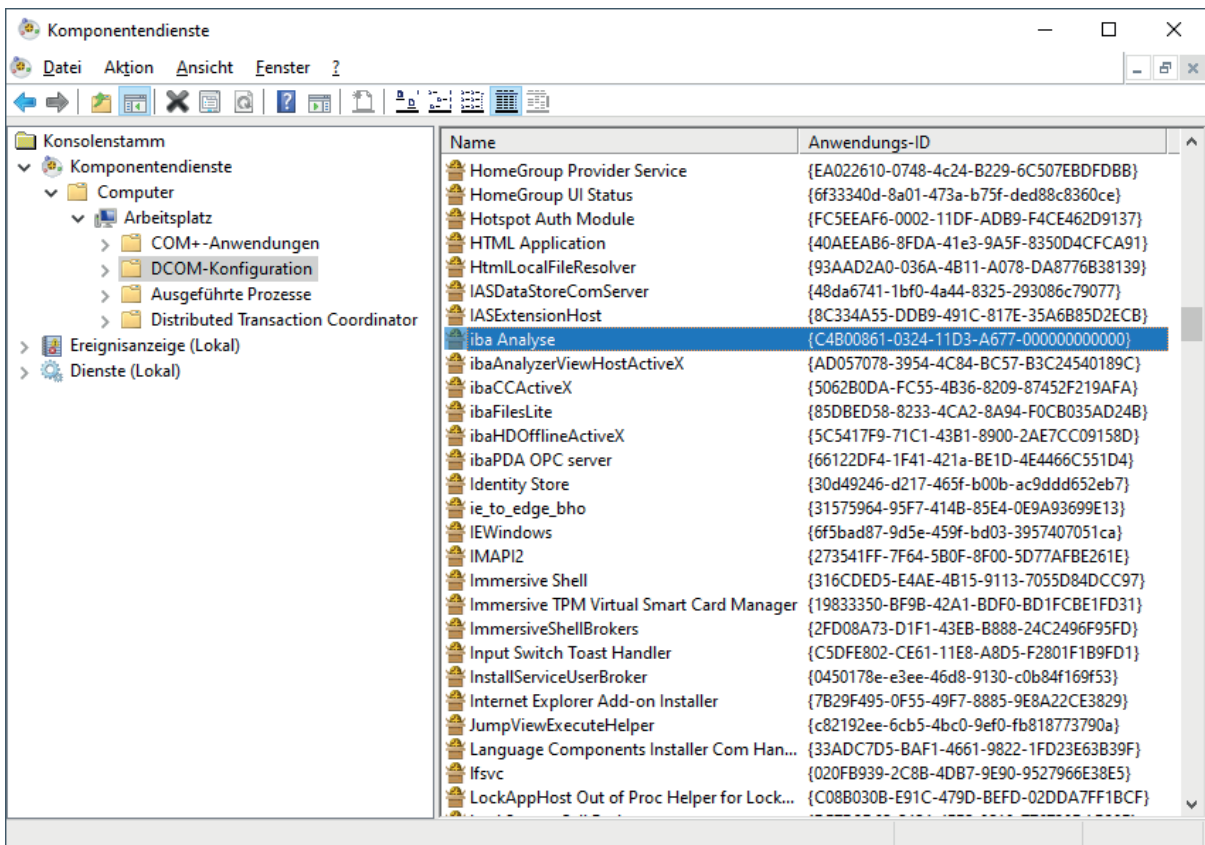 Komponentendienste
Datei Aktion Ansicht Fenster ?
Konsolenstamm
Komponentendienste
Computer
Arbeitsplatz
COM+-Anwendungen
DCOM-Konfiguration
Ausgeführte Prozesse
Distributed Transaction Coordinator
Ereignisanzeige (Lokal)
Dienste (Lokal)
Name Anwendungs-ID
HomeGroup Provider Service {EA022610-0748-4c24-B229-6C507EBDFDBB}
HomeGroup UI Status {6f33340d-8a01-473a-b75f-ded88c8360ce}
Hotspot Auth Module {FC5EEAF6-0002-11DF-ADB9-F4CE462D9137}
HTML Application {40AEEAB6-8FDA-41e3-9A5F-8350D4CFCA91}
HtmlLocalFileResolver {93AAD2A0-036A-4B11-A078-DA8776B38139}
IASDataStoreComServer {48da6741-1bf0-4a44-8325-293086c79077}
IASExtensionHost {8C334A55-DDB9-491C-817E-35A6B85D2ECB}
iba Analyse {C4B00861-0324-11D3-A677-000000000000}
ibaAnalyzerViewHostActiveX {AD057078-3954-4C84-BC57-B3C24540189C}
ibaCCActiveX {5062B0DA-FC55-4B36-8209-87452F219AFA}
ibaFilesLite {85DBED58-8233-4CA2-8A94-F0CB035AD24B}
ibaHDOfflineActiveX {5C5417F9-71C1-43B1-8900-2AE7CC09158D}
ibaPDA OPC server {66122DF4-1F41-421a-BE1D-4E4466C551D4}
Identity Store {30d49246-d217-465f-b00b-ac9ddd652eb7}
ie_to_edge_bho {31575964-95F7-414B-85E4-0E9A93699E13}
IEWindows {6f5bad87-9d5e-459f-bd03-3957407051ca}
IMAPI2 {273541FF-7F64-5B0F-8F00-5D77AFBE261E}
Immersive Shell {316CDED5-E4AE-4B15-9113-7055D84DCC97}
Immersive TPM Virtual Smart Card Manager {19833350-BF9B-42A1-BDF0-BD1FCBE1FD31}
ImmersiveShellBrokers {2FD08A73-D1F1-43EB-B888-24C2496F95FD}
Input Switch Toast Handler {C5DFE802-CE61-11E8-A8D5-F2801F1B9FD1}
InstallServiceUserBroker {0450178e-e3ee-46d8-9130-c0b84f169f53}
Internet Explorer Add-on Installer {7B29F495-0F55-49F7-8885-9E8A22CE3829}
JumpViewExecuteHelper {c82192ee-6cb5-4bc0-9ef0-fb818773790a}
Language Components Installer Com Han... {33ADC7D5-BAF1-4661-9822-1FD23E63B39F}
lfsvc {020FB939-2C8B-4DB7-9E90-9527966E38E5}
LockAppHost Out of Proc Helper for Lock... {C08B030B-E91C-479D-BEFD-02DDA7FF1BCF}